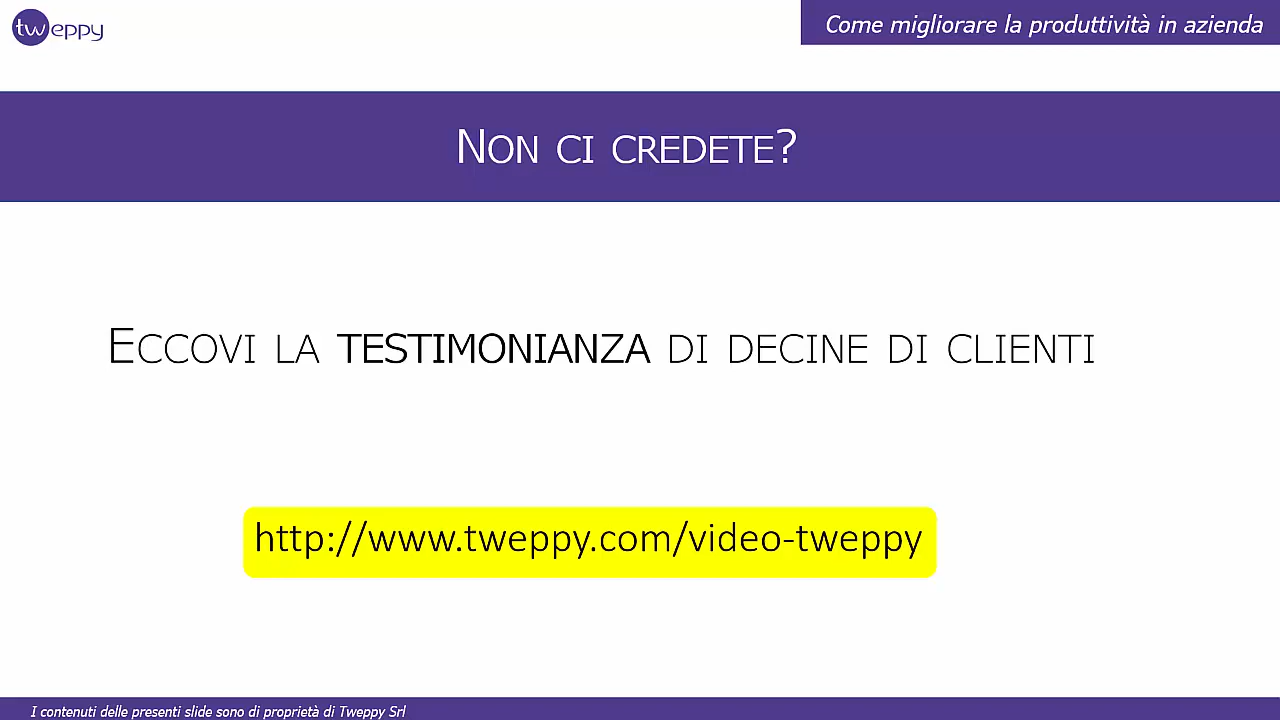 tweppy
Come migliorare la produttività in azienda
Non ci credete?
Eccovi la testimonianza di decine di clienti
http://www.tweppy.com/video-tweppy
I contenuti delle presenti slide sono di proprietà di Tweppy Srl